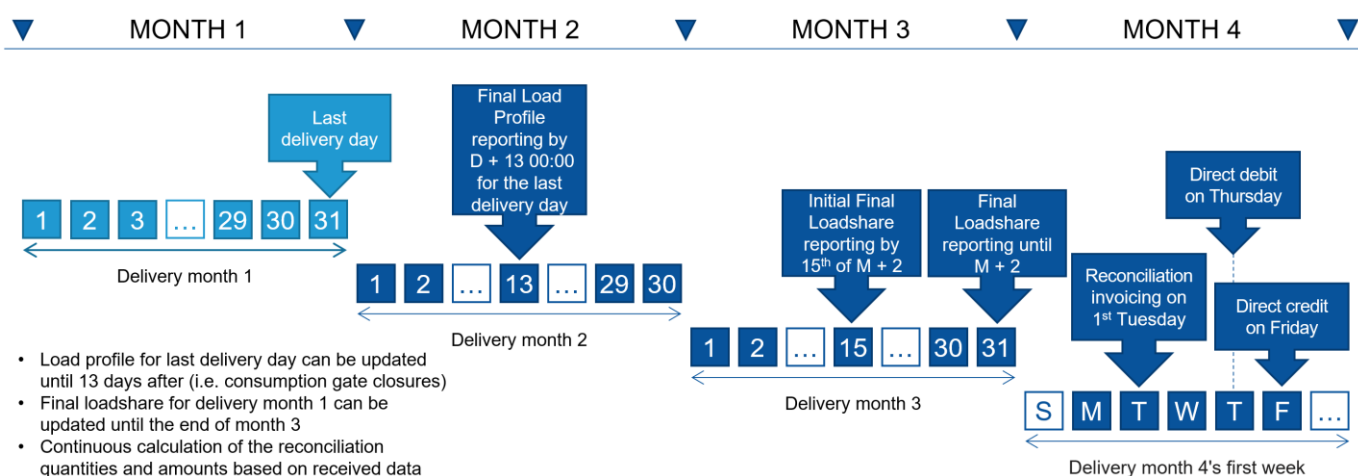 MONTH 1
MONTH 2
MONTH 3
MONTH 4
Last
delivery day
1 2 3 ... 29 30 31
Delivery month 1
Final Load
Profile
reporting by
D + 13 00:00
for the last
delivery day
1 2 ... 13 ... 29 30
Delivery month 2
Initial Final
Loadshare
reporting by
15th of M + 2
Final
Loadshare
reporting until
M + 2
1 2 ... 15 ... 30 31
Delivery month 3
Direct debit
on Thursday
Reconciliation
invoicing on
1st Tuesday
Direct credit
on Friday
S M T W T F ...
Delivery month 4's first week
• Load profile for last delivery day can be updated
until 13 days after (i.e. consumption gate closures)
• Final loadshare for delivery month 1 can be
updated until the end of month 3
• Continuous calculation of the reconciliation
quantities and amounts based on received data